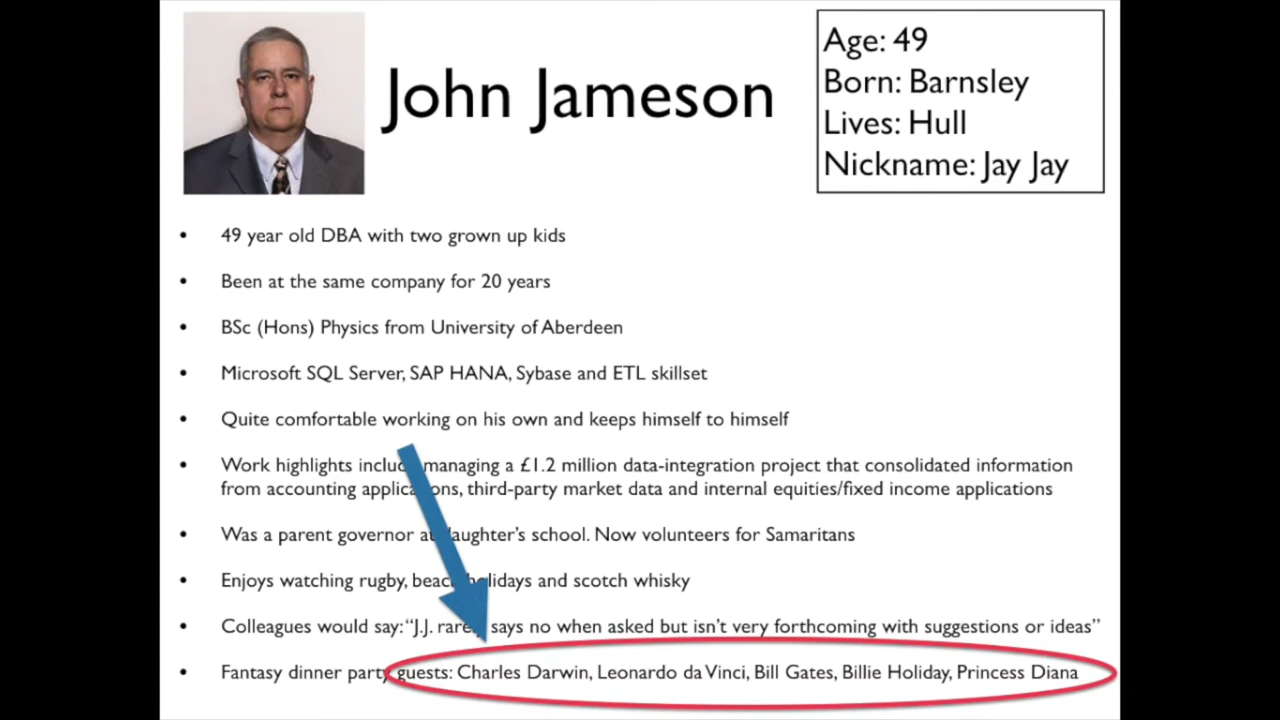 John Jameson
Age: 49
Born: Barnsley
Lives: Hull
Nickname: Jay Jay
• 49 year old DBA with two grown up kids
• Been at the same company for 20 years
• BSc (Hons) Physics from University of Aberdeen
• Microsoft SQL Server, SAP HANA, Sybase and ETL skillset
• Quite comfortable working on his own and keeps himself to himself
• Work highlights include managing a £1.2 million data-integration project that consolidated information
from accounting applications, third-party market data and internal equities/fixed income applications
• Was a parent governor at daughter's school. Now volunteers for Samaritans
• Enjoys watching rugby, beach holidays and scotch whisky
• Colleagues would say: “J.J. rarely says no when asked but isn't very forthcoming with suggestions or ideas”
• Fantasy dinner party guests: Charles Darwin, Leonardo da Vinci, Bill Gates, Billie Holiday, Princess Diana